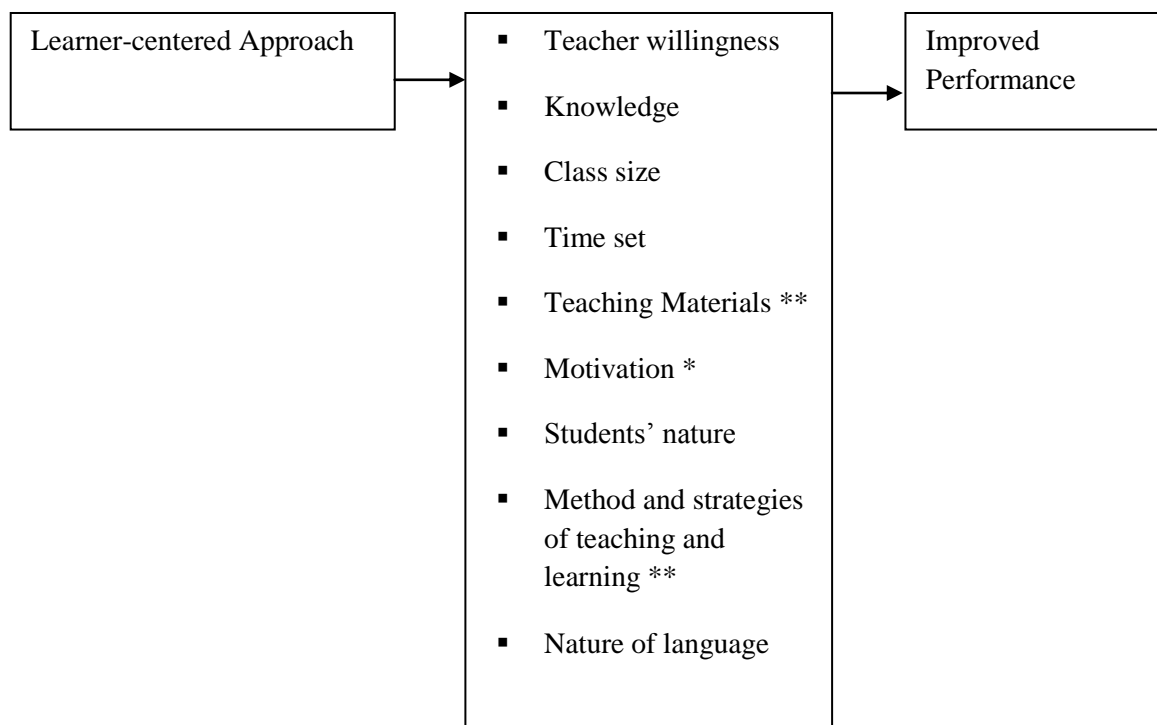 Learner-centered Approach
▪ Teacher willingness
▪ Knowledge
▪ Class size
▪ Time set
▪ Teaching Materials **
▪ Motivation *
▪ Students’ nature
▪ Method and strategies
of teaching and
learning **
▪ Nature of language
Improved
Performance